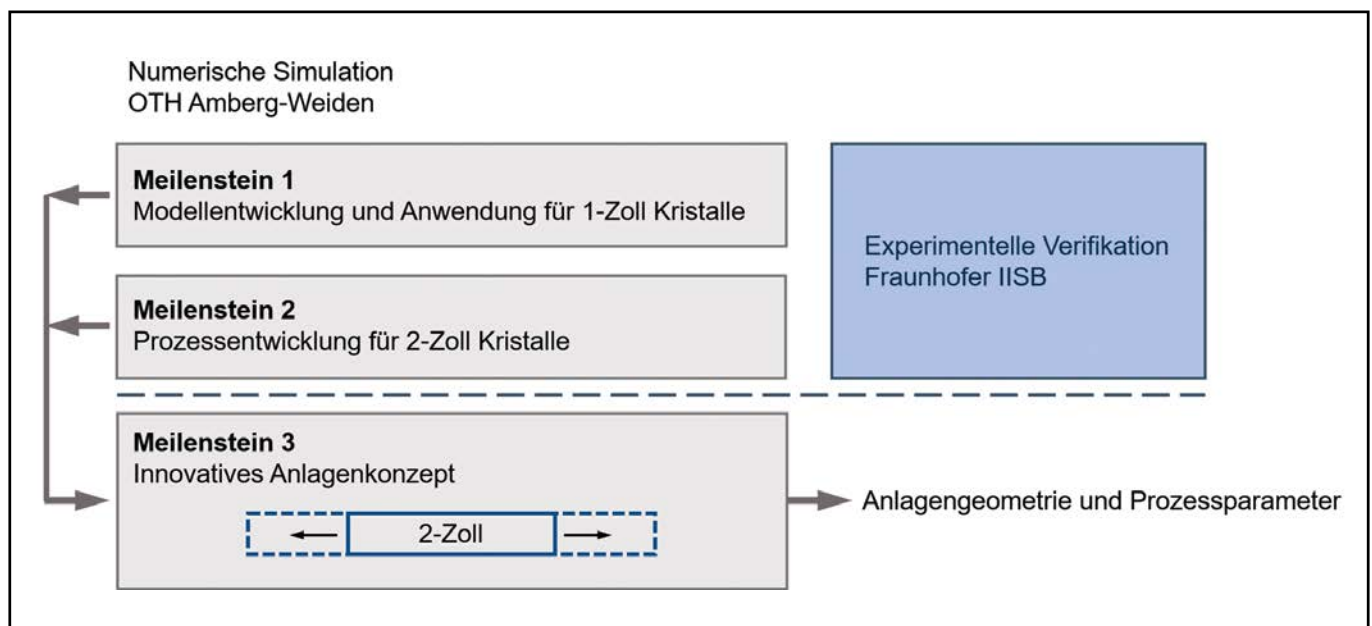 Numerische Simulation
OTH Amberg-Weiden
Meilenstein 1
Modellentwicklung und Anwendung für 1-Zoll Kristalle
Experimentelle Verifikation
Fraunhofer IISB
Meilenstein 2
Prozessentwicklung für 2-Zoll Kristalle
Meilenstein 3
Innovatives Anlagenkonzept
2-Zoll
Anlagengeometrie und Prozessparameter